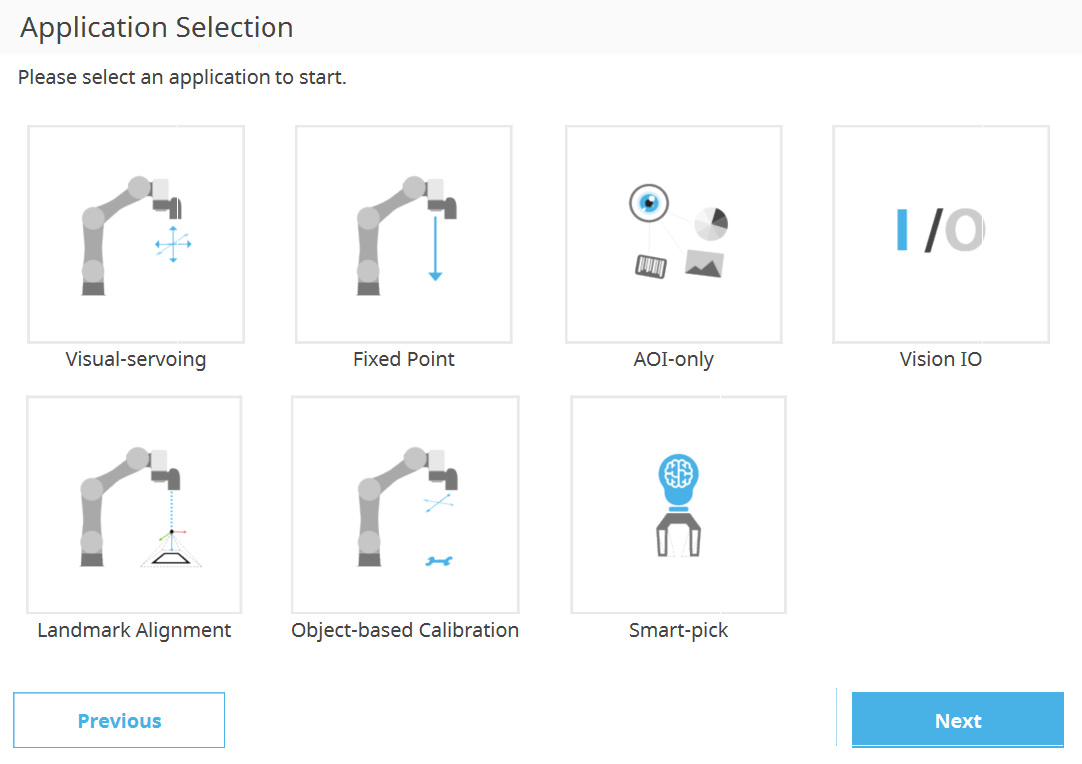 Application Selection
Please select an application to start.
I/O
Visual-servoing
Fixed Point
AOI-only
Vision IO
Landmark Alignment
Object-based Calibration
Smart-pick
Previous
Next